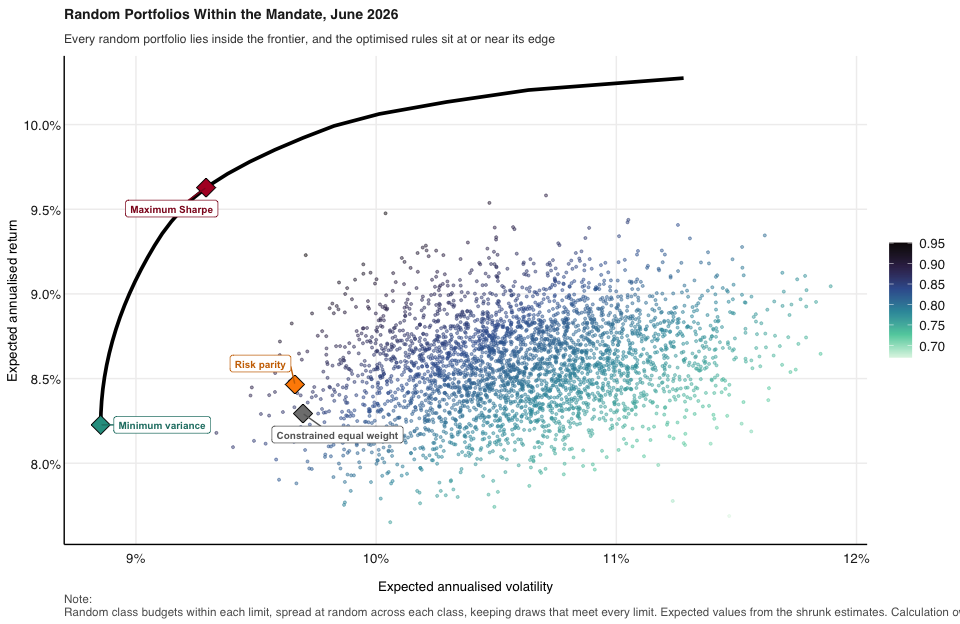 Random Portfolios Within the Mandate, June 2026
Every random portfolio lies inside the frontier, and the optimised rules sit at or near its edge
10.0%
9.5%
9.0%
8.5%
8.0%
Expected annualised return
Maximum Sharpe
Risk parity
Minimum variance
Constrained equal weight
0.95
0.90
0.85
0.80
0.75
0.70
9%
10%
11%
12%
Expected annualised volatility
Note:
Random class budgets within each limit, spread at random across each class, keeping draws that meet every limit. Expected values from the shrunk estimates. Calculation